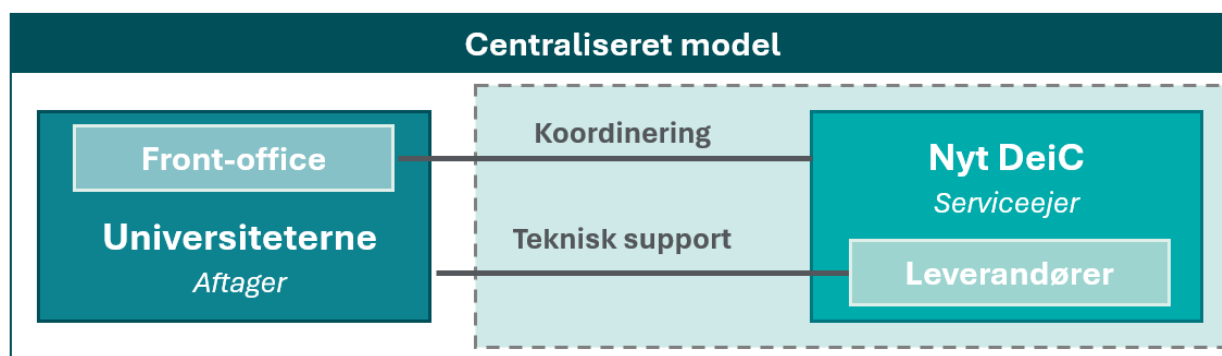 Centraliseret model
Front-office
Universiteterne
Aftager
Koordinering
Teknisk support
Nyt DeiC
Serviceejer
Leverandører